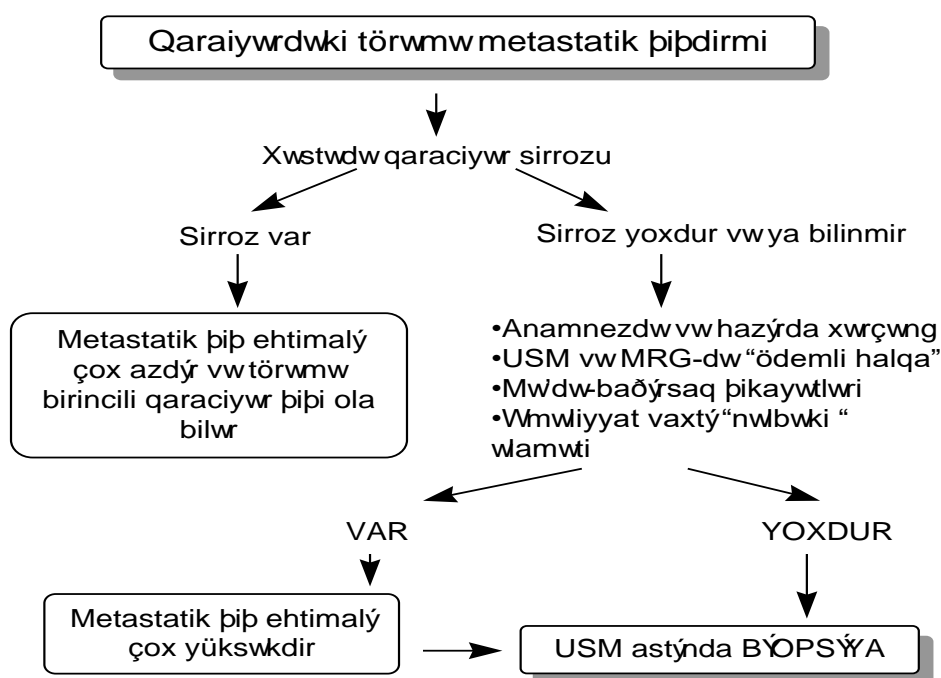 Qaraiywrdwki törwmw metastatik þiþdirmi
Xwstwdw qaraciywr sirrozu
Sirroz var
Sirroz yoxdur vw ya bilinmir
Metastatik þiþ ehtimalý
çox azdýr vw törwmw
birincili qaraciywr þiþi ola
bilwr
•Anamnezdw vw hazýrda xwrçwng
•USM vw MRG-dw “ödemli halqa”
•Mw'dw-baðýrsaq þikaywtlwri
•Wmwliyyat vaxtý “nwlbwki “
wlamwti
VAR
YOXDUR
Metastatik þiþ ehtimalý
çox yükswkdir
USM astýnda BÝOPSÝYA